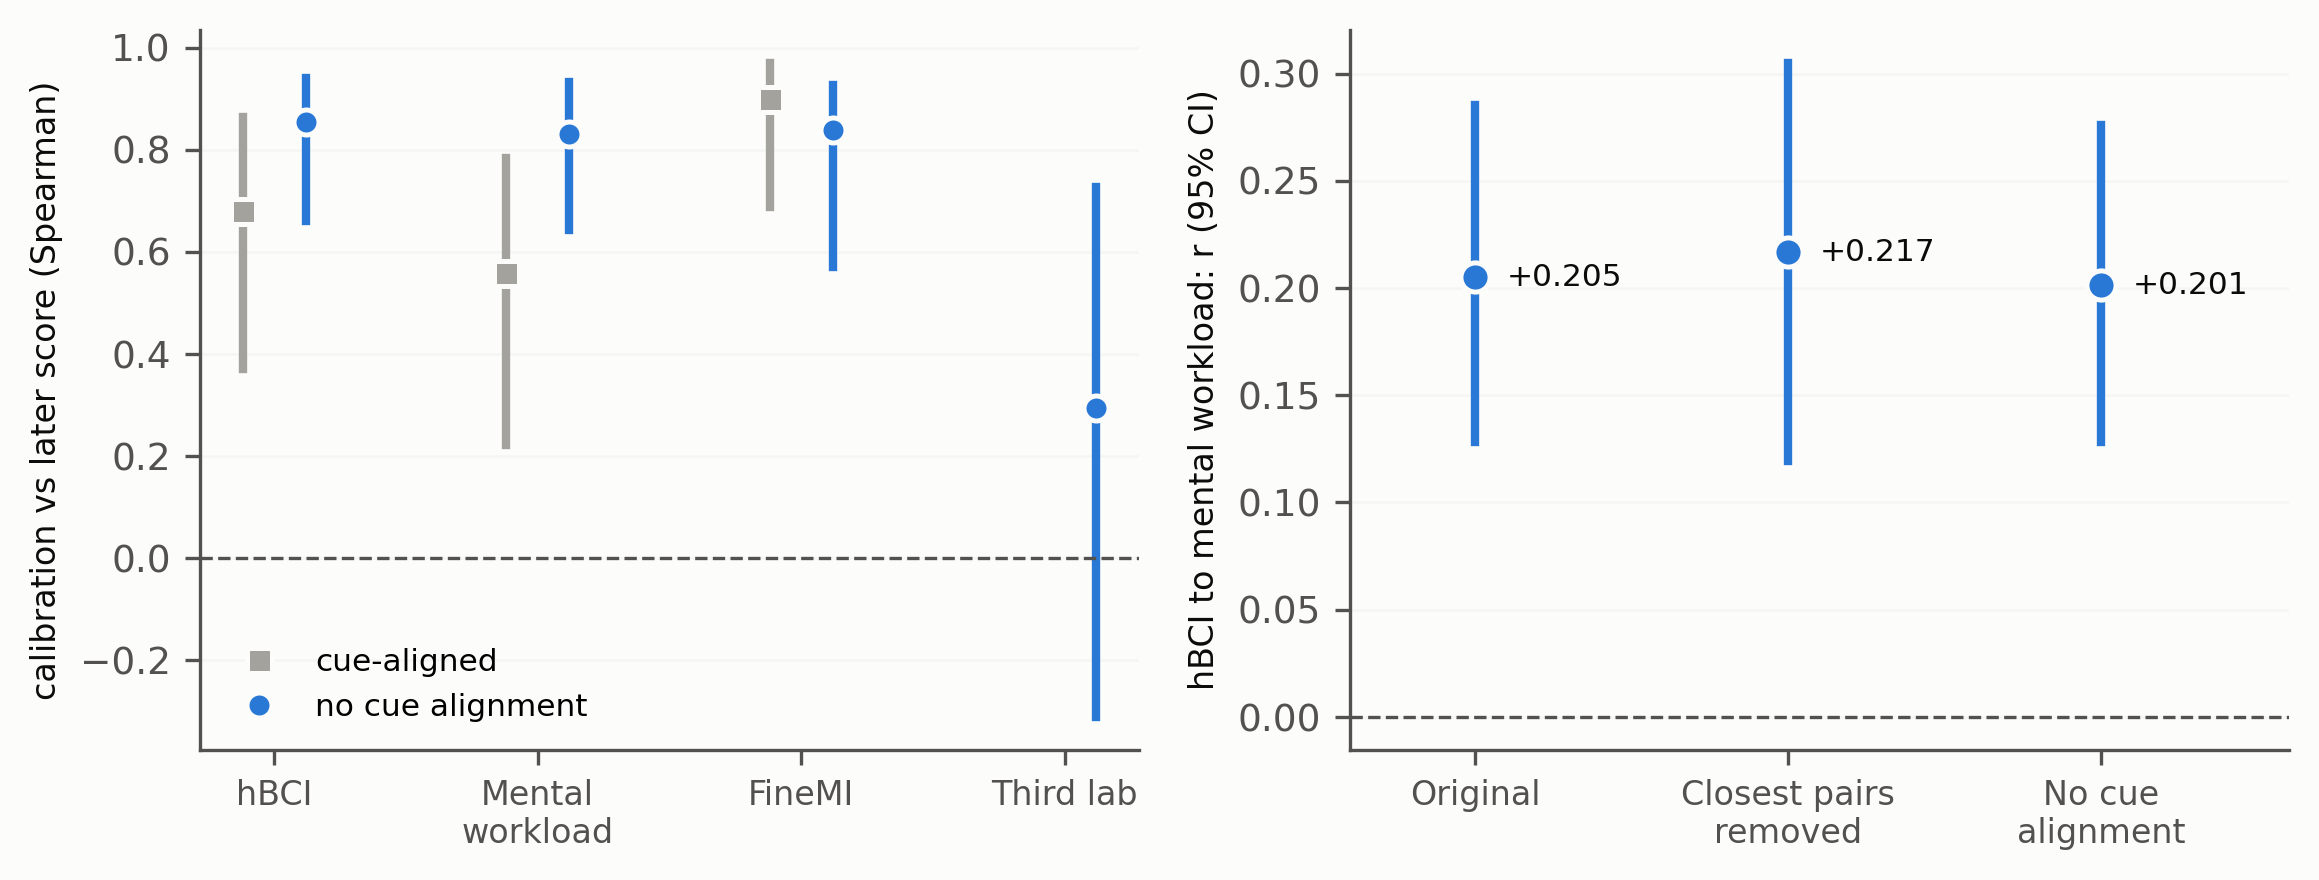 calibration vs later score (Spearman)
1.0
0.8
0.6
0.4
0.2
0.0
−0.2
cue-aligned
no cue alignment
hBCI
Mental
workload
FineMI
Third lab
hBCI to mental workload: r (95% CI)
0.30
0.25
0.20
0.15
0.10
0.05
0.00
+0.205
+0.217
+0.201
Original
Closest pairs
removed
No cue
alignment